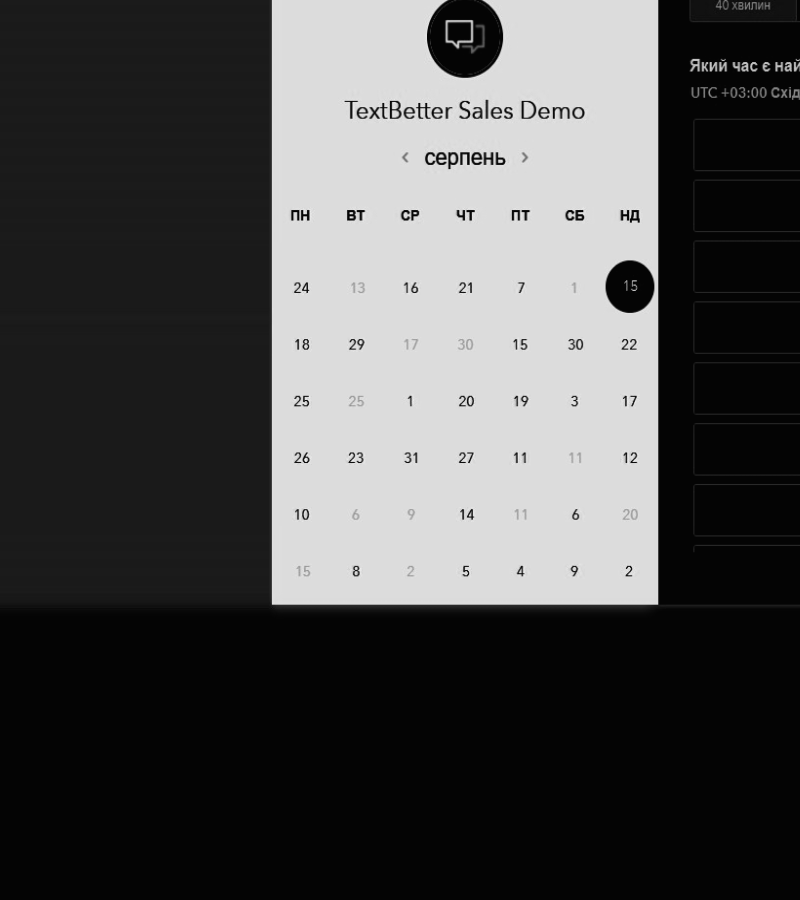 40 хвилин
TextBetter Sales Demo
‹ серпень ›
ПН ВТ СР ЧТ ПТ СБ НД
24 13 16 21 7 1 15
18 29 17 30 15 30 22
25 25 1 20 19 3 17
26 23 31 27 11 11 12
10 6 9 14 11 6 20
15 8 2 5 4 9 2
Який час є най
UTC +03:00 Схід